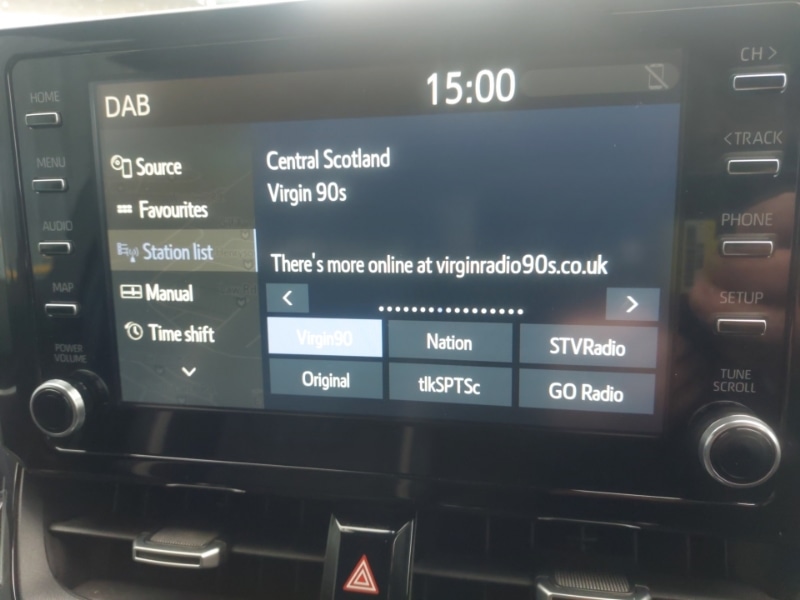 HOME
MENU
AUDIO
MAP
POWER
VOLUME
DAB
15:00
Source
Favourites
Station list
Manual
Time shift
Central Scotland
Virgin 90s
There's more online at virginradio90s.co.uk
< >
Virgin90 Nation STVRadio
Original tlkSPTSc GO Radio
CH >
< TRACK
PHONE
SETUP
TUNE
SCROLL